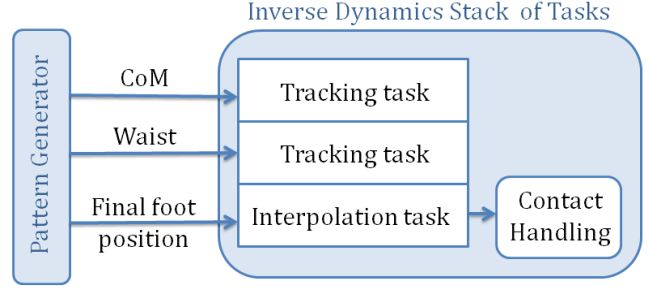 Inverse Dynamics Stack of Tasks
Pattern Generator
CoM
Tracking task
Waist
Tracking task
Final foot
position
Interpolation task
Contact
Handling